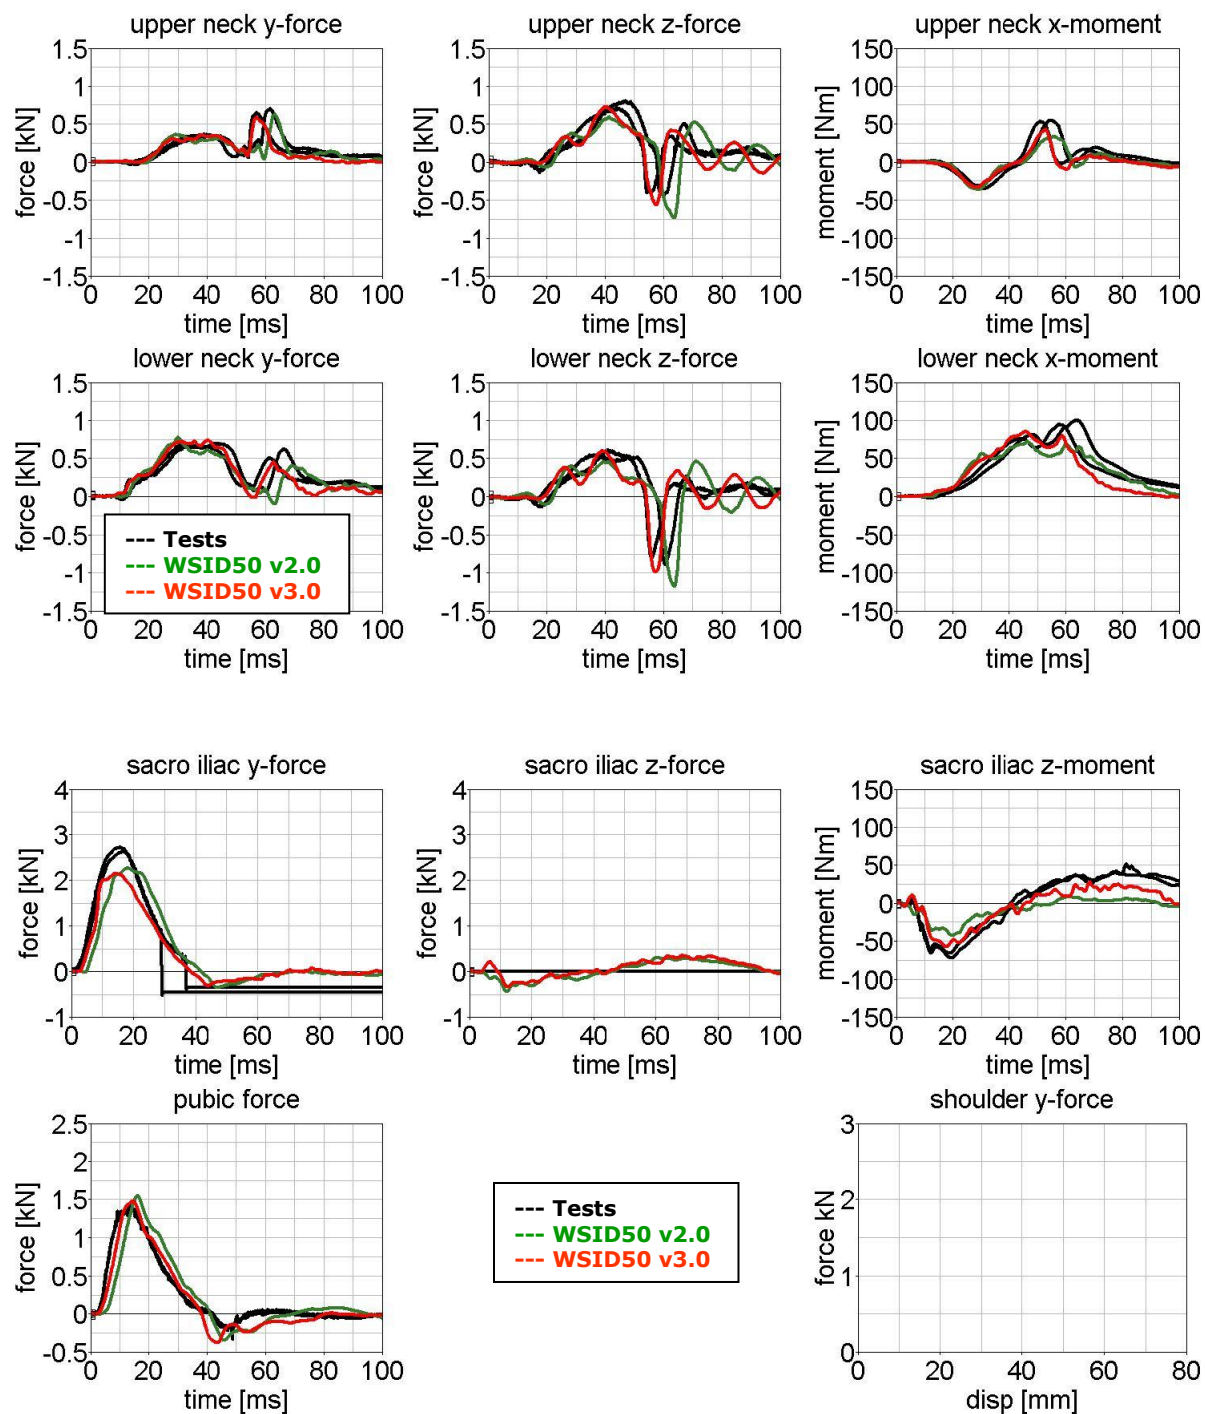 upper neck y-force
upper neck z-force
upper neck x-moment
1.5
1
0.5
0
-0.5
-1
-1.5
force [kN]
0 20 40 60 80 100
time [ms]
1.5
1
0.5
0
-0.5
-1
-1.5
force [kN]
0 20 40 60 80 100
time [ms]
150
100
50
0
-50
-100
-150
moment [Nm]
0 20 40 60 80 100
time [ms]
lower neck y-force
lower neck z-force
lower neck x-moment
1.5
1
0.5
0
-0.5
-1
-1.5
force [kN]
--- Tests
--- WSID50 v2.0
--- WSID50 v3.0
0 20 40 60 80 100
time [ms]
1.5
1
0.5
0
-0.5
-1
-1.5
force [kN]
0 20 40 60 80 100
time [ms]
150
100
50
0
-50
-100
-150
moment [Nm]
0 20 40 60 80 100
time [ms]
sacro iliac y-force
sacro iliac z-force
sacro iliac z-moment
4
3
2
1
0
-1
force [kN]
0 20 40 60 80 100
time [ms]
4
3
2
1
0
-1
force [kN]
0 20 40 60 80 100
time [ms]
150
100
50
0
-50
-100
-150
moment [Nm]
0 20 40 60 80 100
time [ms]
pubic force
shoulder y-force
2.5
2
1.5
1
0.5
0
-0.5
force [kN]
0 20 40 60 80 100
time [ms]
--- Tests
--- WSID50 v2.0
--- WSID50 v3.0
3
2
1
0
force kN
0 20 40 60 80
disp [mm]